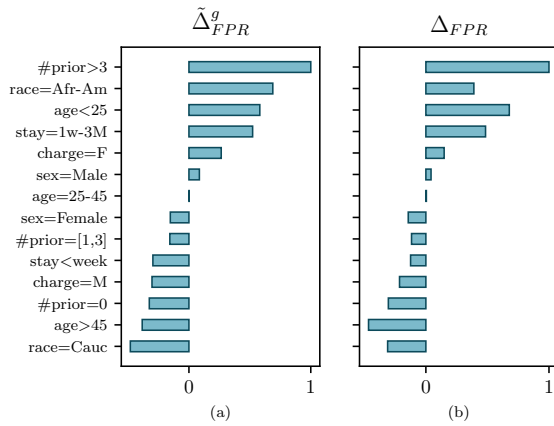 Δ̃^g_FPR
Δ_FPR
#prior>3
race=Afr-Am
age<25
stay=1w-3M
charge=F
sex=Male
age=25-45
sex=Female
#prior=[1,3]
stay<week
charge=M
#prior=0
age>45
race=Cauc
0 1
0 1
(a)
(b)